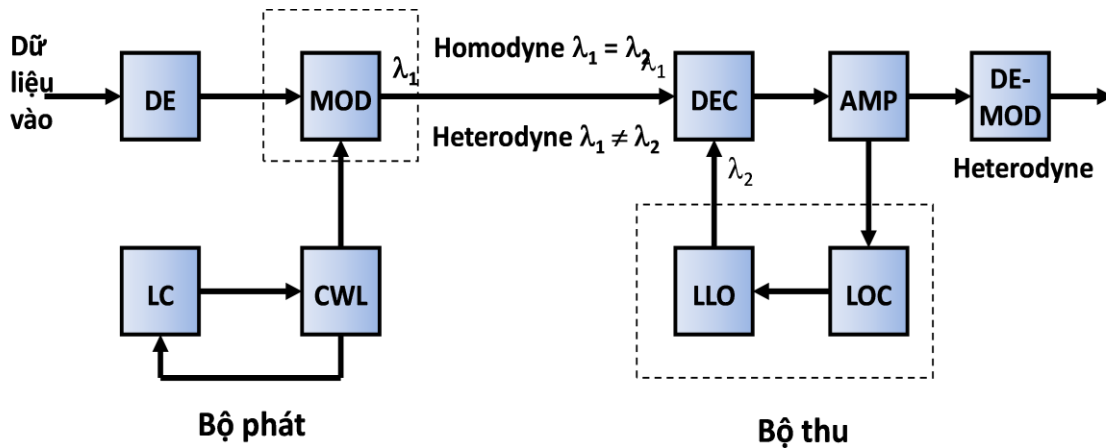 Dữ
liệu
vào
DE
MOD
λ1
Homodyne λ1 = λ2
λ1
Heterodyne λ1 ≠ λ2
DEC
AMP
DE-
MOD
Heterodyne
λ2
LC
CWL
LLO
LOC
Bộ phát
Bộ thu